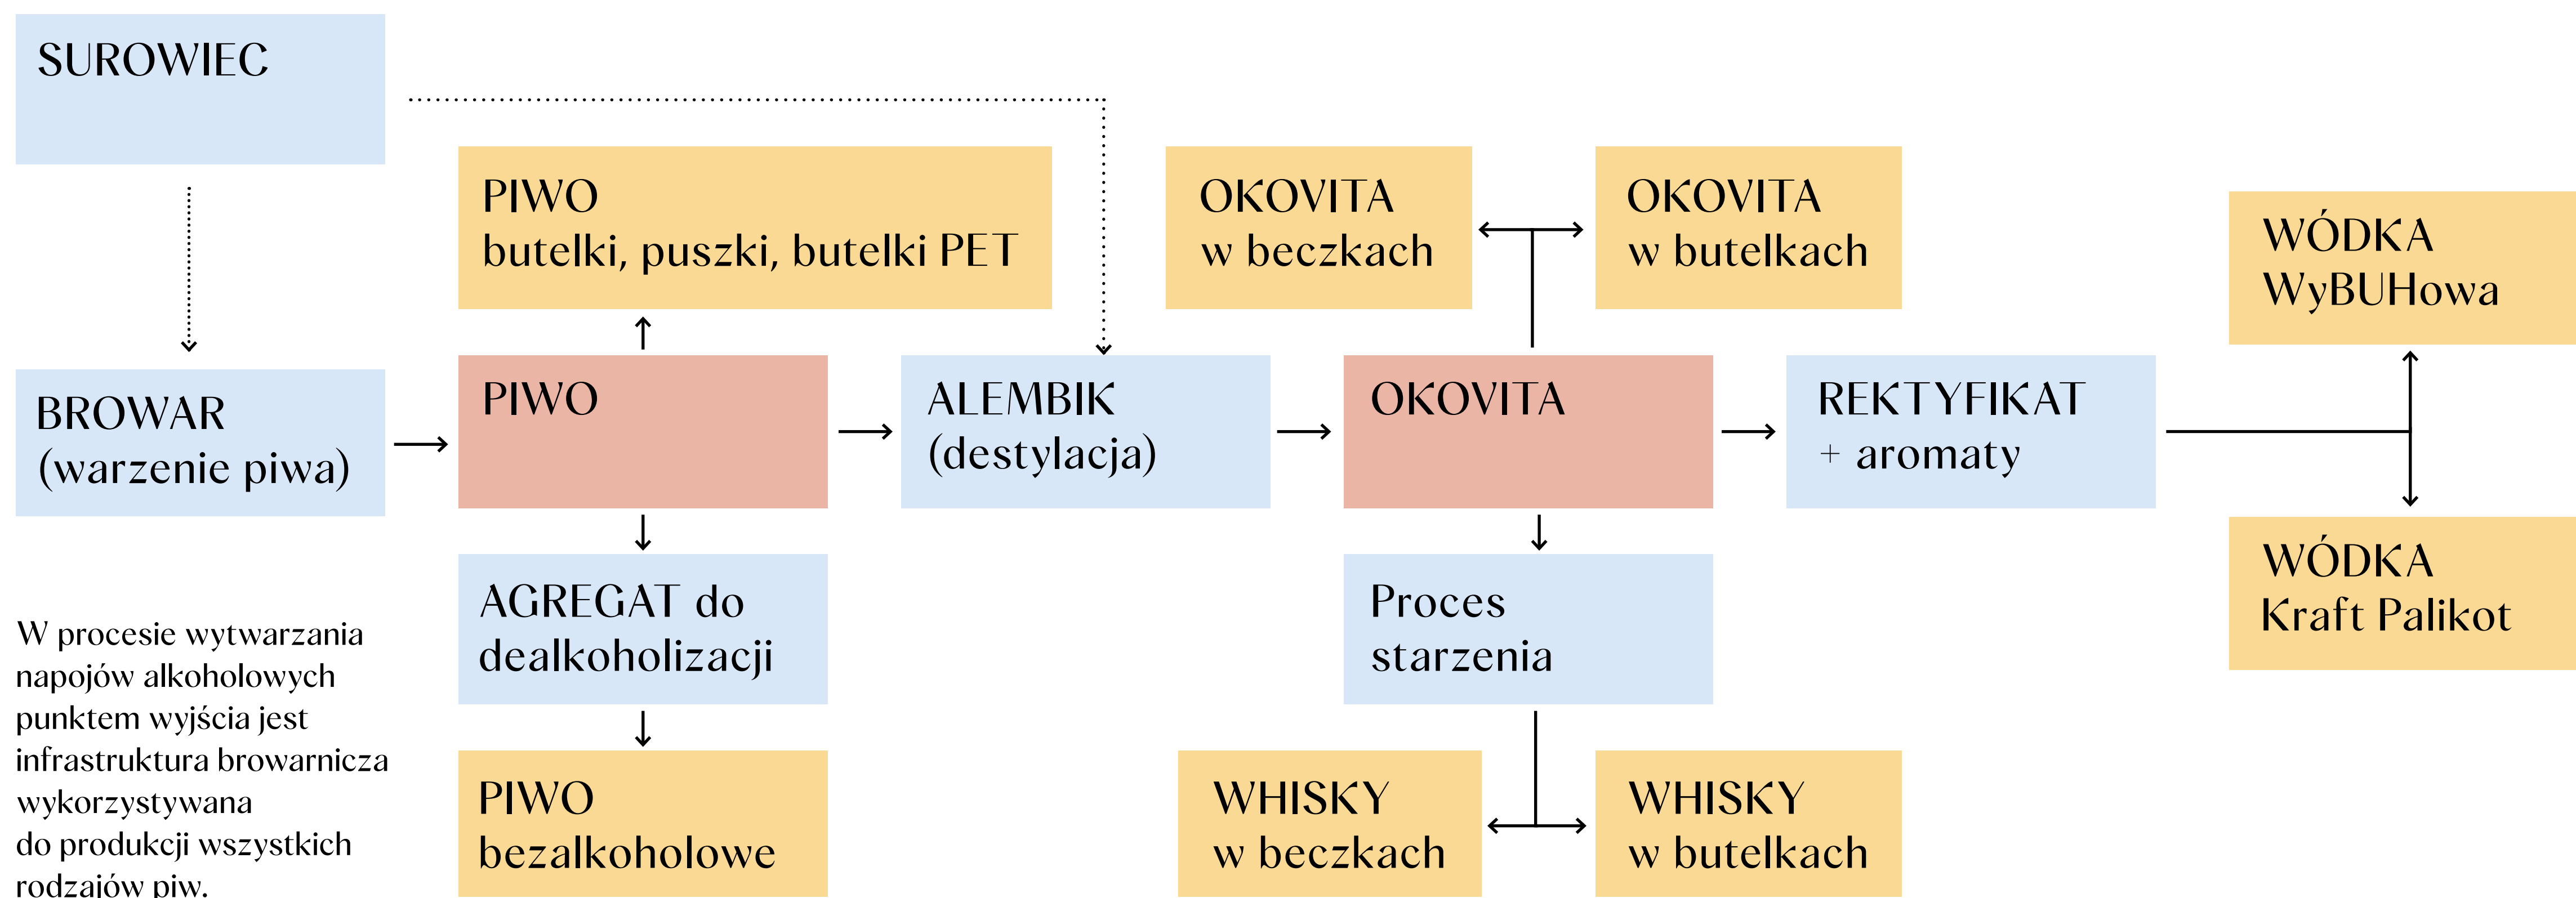 SUROWIEC
PIWO
butelki, puszki, butelki PET
OKOVITA
w beczkach
OKOVITA
w butelkach
WÓDKA
WyBUHowa
BROWAR
(warzenie piwa)
PIWO
ALEMBIK
(destylacja)
OKOVITA
REKTYFIKAT
+ aromaty
WÓDKA
Kraft Palikot
AGREGAT do
dealkoholizacji
Proces
starzenia
W procesie wytwarzania
napojów alkoholowych
punktem wyjścia jest
infrastruktura browarnicza
wykorzystywana
do produkcji wszystkich
rodzajów piw.
PIWO
bezalkoholowe
WHISKY
w beczkach
WHISKY
w butelkach